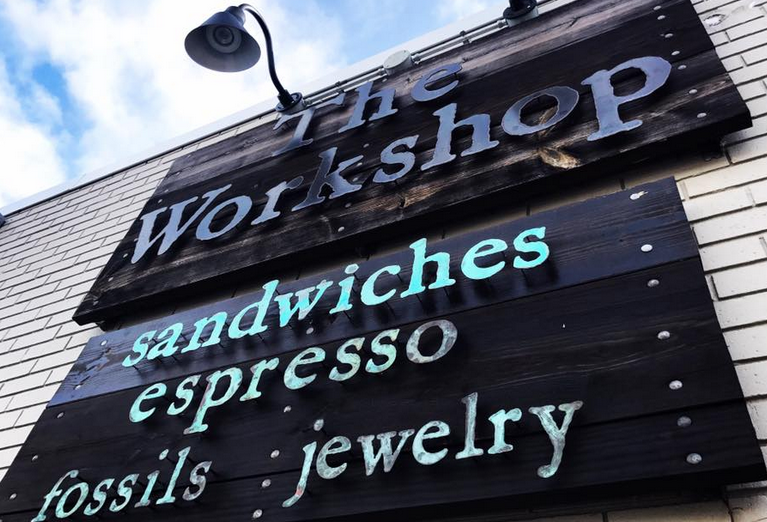 The
Workshop
sandwiches
espresso
fossils jewelry